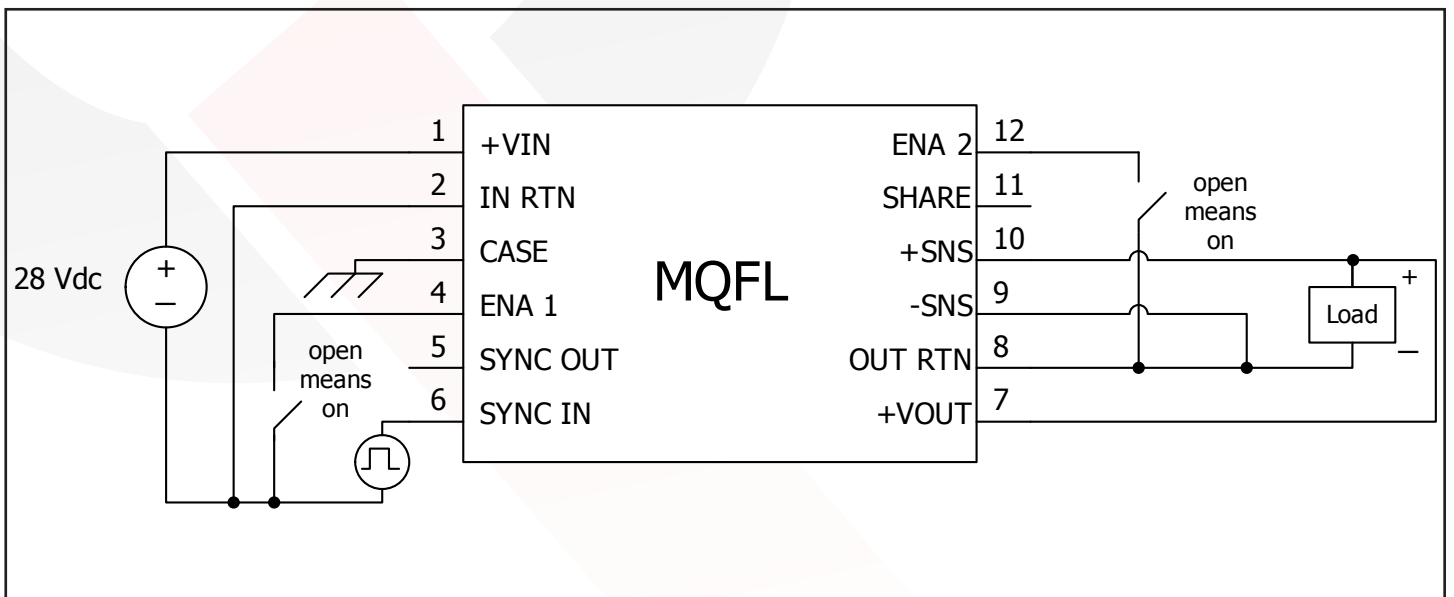 1
+VIN
2
IN RTN
3
CASE
4
ENA 1
5
SYNC OUT
6
SYNC IN
28 Vdc
+
–
open
means
on
MQFL
12
ENA 2
11
SHARE
10
+SNS
9
-SNS
8
OUT RTN
7
+VOUT
open
means
on
+
Load
–